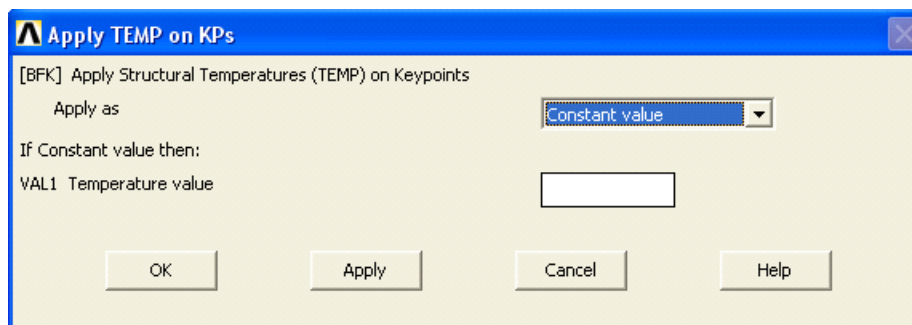 Apply TEMP on KPs
[BFK] Apply Structural Temperatures (TEMP) on Keypoints
Apply as Constant value
If Constant value then:
VAL1 Temperature value
OK Apply Cancel Help